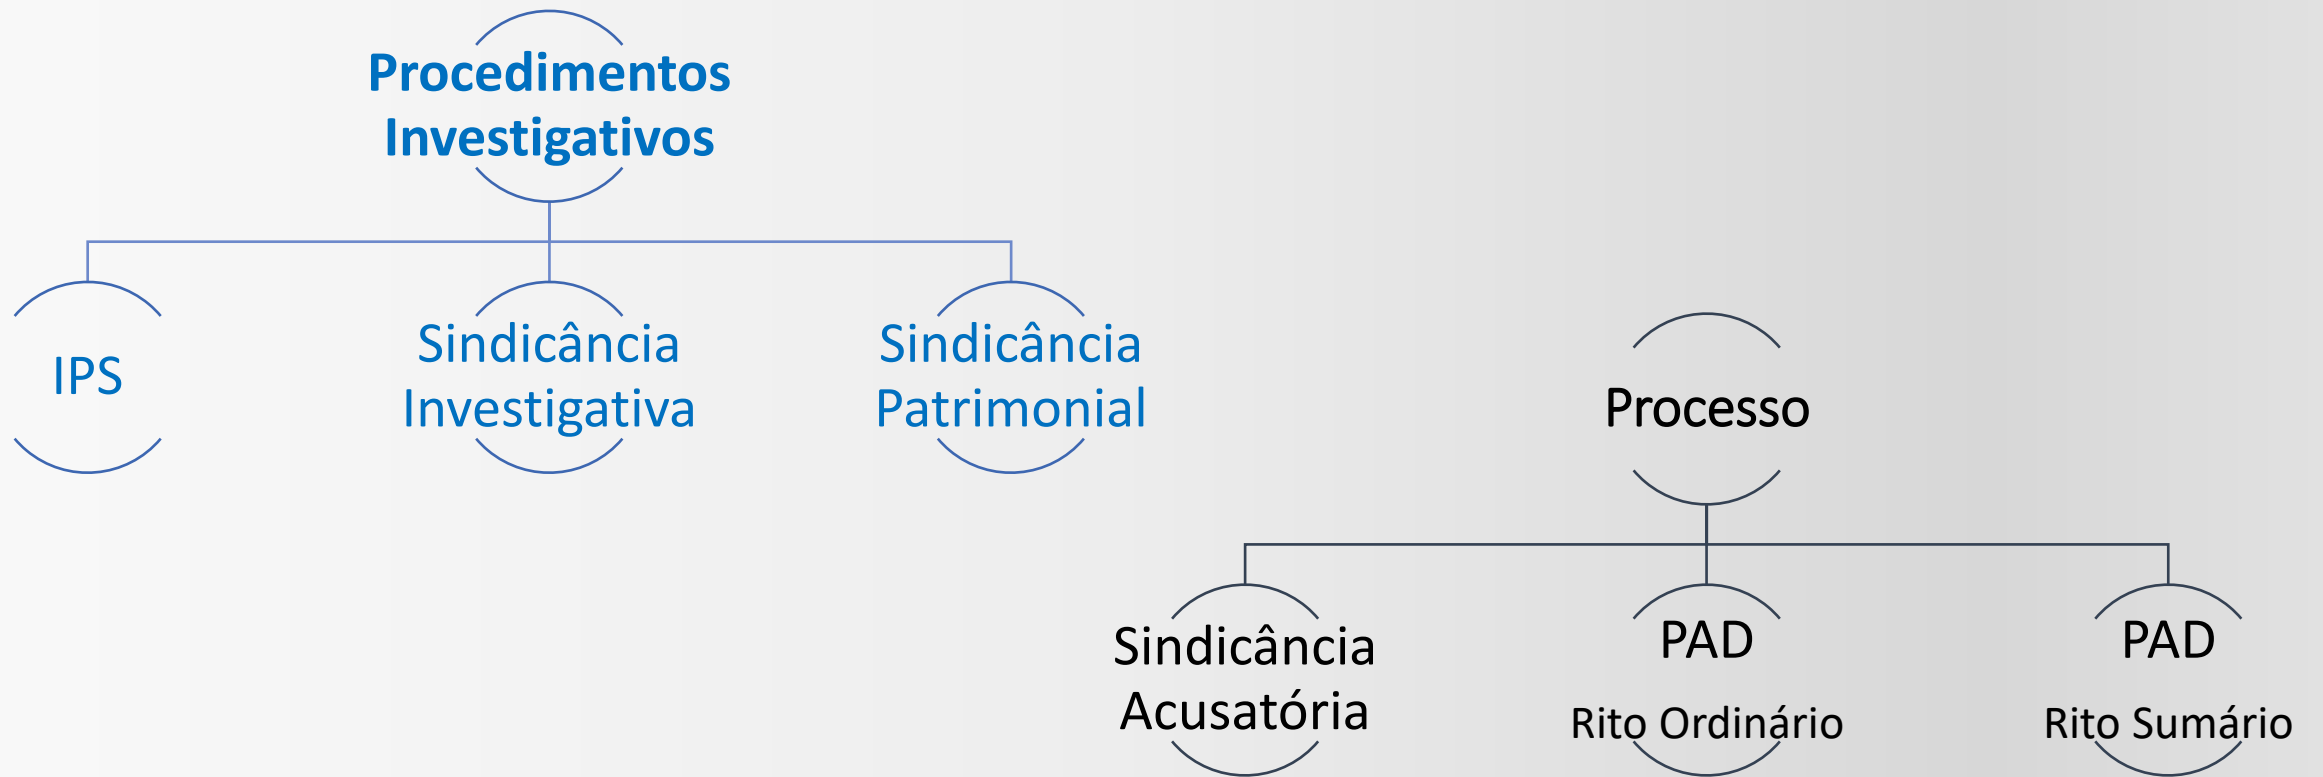 Procedimentos
Investigativos
IPS
Sindicância
Investigativa
Sindicância
Patrimonial
Processo
Sindicância
Acusatória
PAD
Rito Ordinário
PAD
Rito Sumário